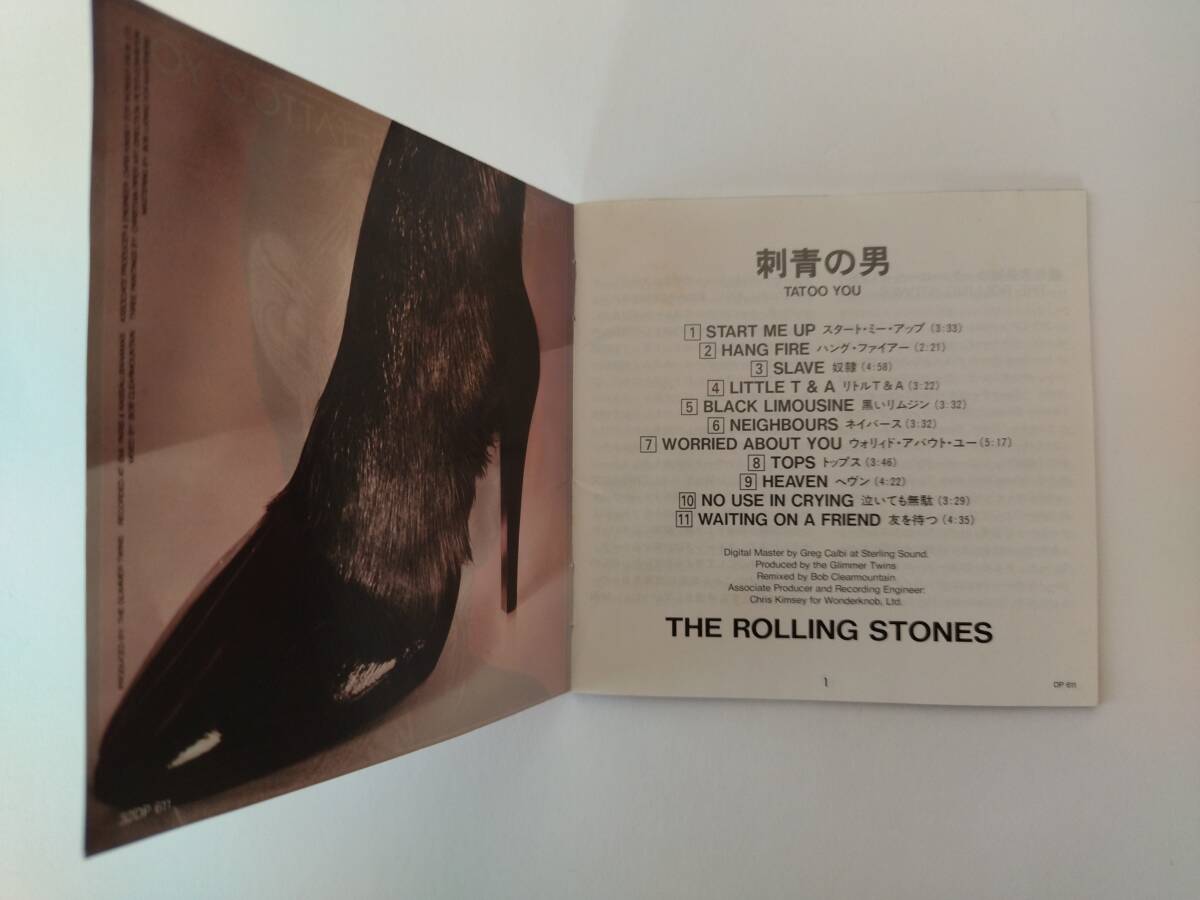 32DP 611
刺青の男
TATOO YOU
1 START ME UP スタート・ミー・アップ (3:33)
2 HANG FIRE ハング・ファイアー (2:21)
3 SLAVE 奴隷 (4:58)
4 LITTLE T & A リトルT&A (3:22)
5 BLACK LIMOUSINE 黒いリムジン (3:32)
6 NEIGHBOURS ネイバース (3:32)
7 WORRIED ABOUT YOU ウォリィド・アバウト・ユー (5:17)
8 TOPS トップス (3:46)
9 HEAVEN ヘヴン (4:22)
10 NO USE IN CRYING 泣いても無駄 (3:29)
11 WAITING ON A FRIEND 友を待つ (4:35)
Digital Master by Greg Calbi at Sterling Sound.
Produced by the Glimmer Twins
Remixed by Bob Clearmountain
Associate Producer and Recording Engineer:
Chris Kimsey for Wonderknob, Ltd.
THE ROLLING STONES
1
DP 611